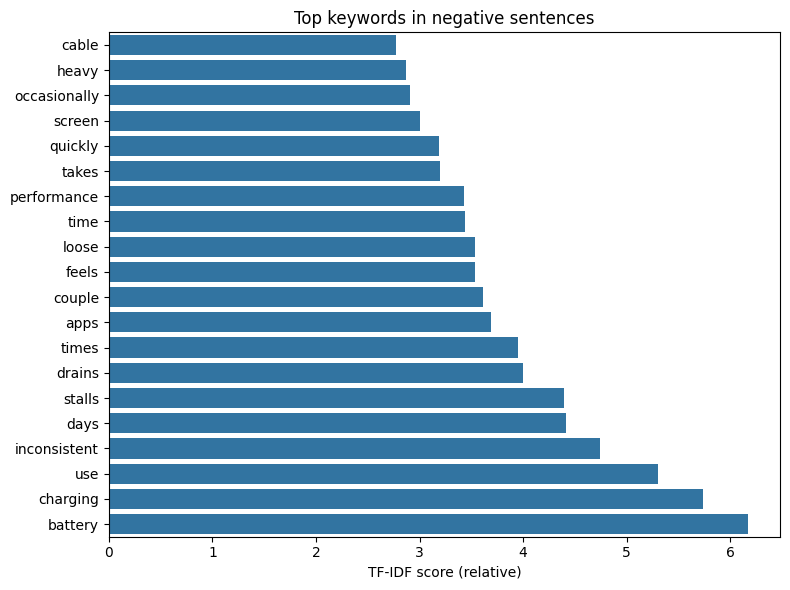 Top keywords in negative sentences
cable
heavy
occasionally
screen
quickly
takes
performance
time
loose
feels
couple
apps
times
drains
stalls
days
inconsistent
use
charging
battery
0 1 2 3 4 5 6
TF-IDF score (relative)